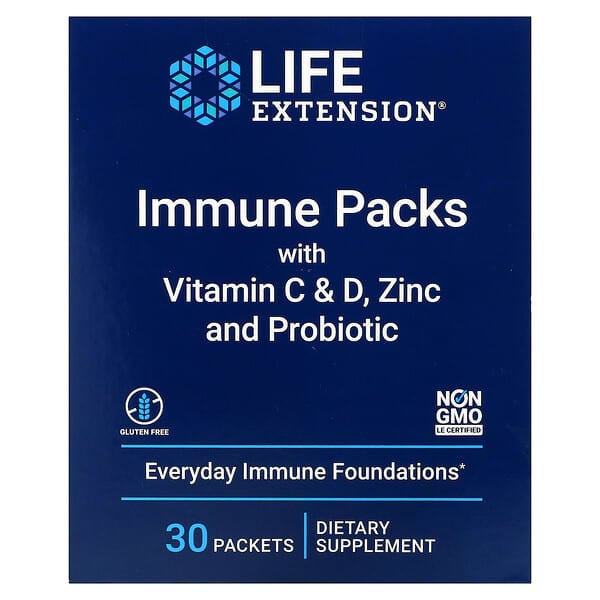 LIFE
EXTENSION®
Immune Packs
with
Vitamin C & D, Zinc
and Probiotic
GLUTEN FREE
NON
GMO
LE CERTIFIED
Everyday Immune Foundations*
30 PACKETS
DIETARY
SUPPLEMENT